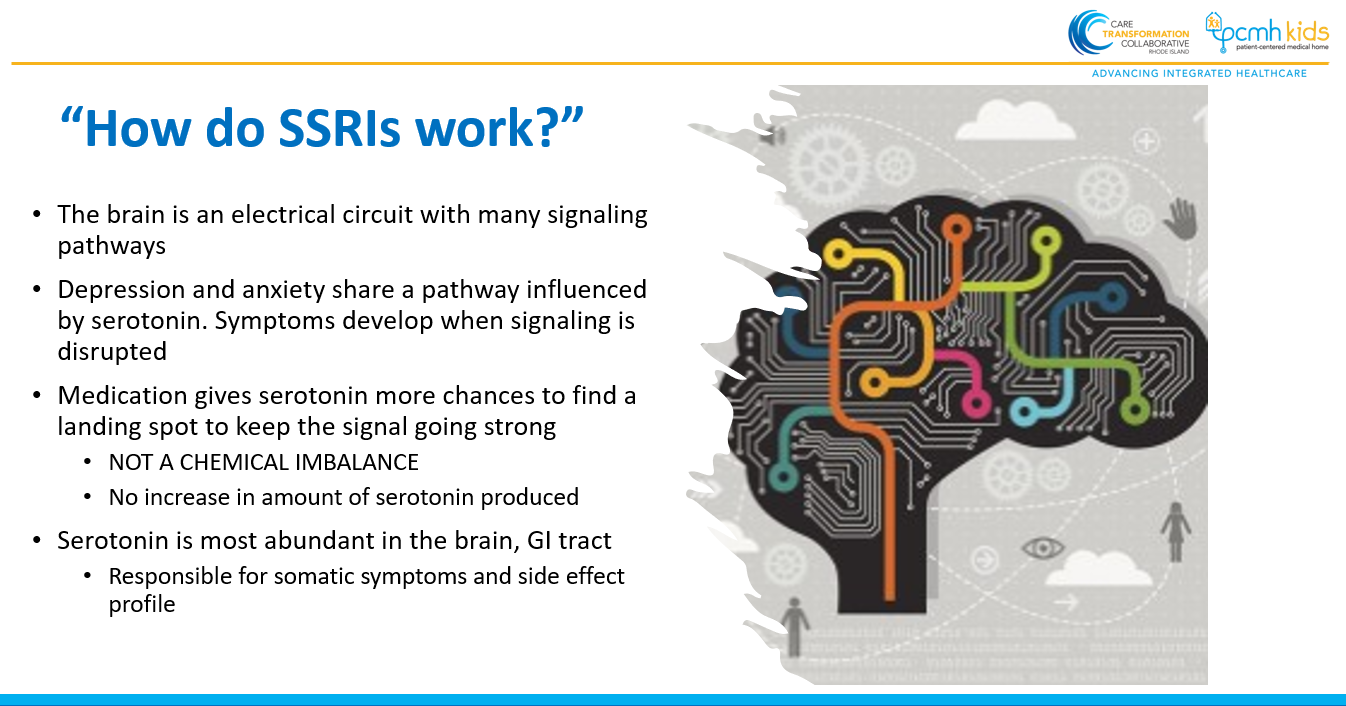 CARE
TRANSFORMATION
COLLABORATIVE
RHODE ISLAND
pcmh kids
patient-centered medical home
ADVANCING INTEGRATED HEALTHCARE
“How do SSRIs work?”
• The brain is an electrical circuit with many signaling
pathways
• Depression and anxiety share a pathway influenced
by serotonin. Symptoms develop when signaling is
disrupted
• Medication gives serotonin more chances to find a
landing spot to keep the signal going strong
• NOT A CHEMICAL IMBALANCE
• No increase in amount of serotonin produced
• Serotonin is most abundant in the brain, GI tract
• Responsible for somatic symptoms and side effect
profile